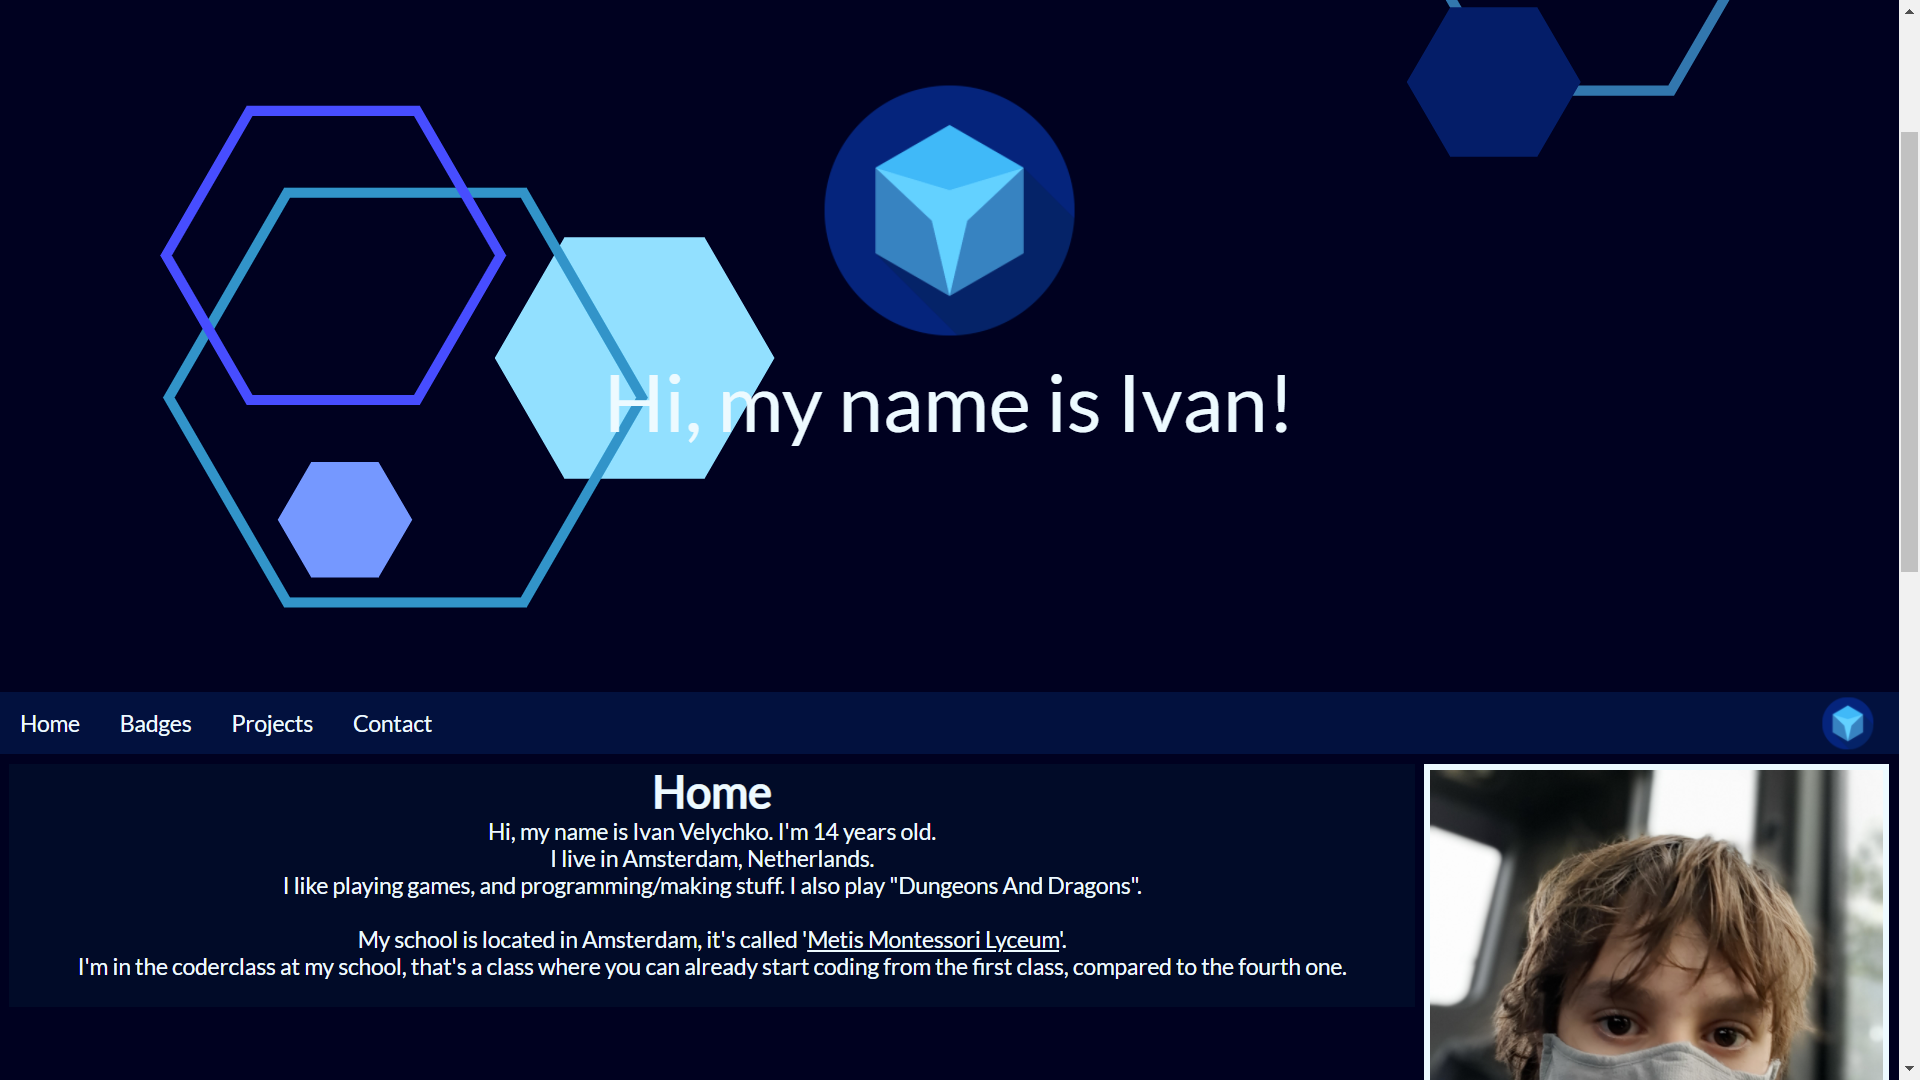 Hi, my name is Ivan!
Home
Badges
Projects
Contact
Home
Hi, my name is Ivan Velychko. I'm 14 years old.
I live in Amsterdam, Netherlands.
I like playing games, and programming/making stuff. I also play "Dungeons And Dragons".
My school is located in Amsterdam, it's called 'Metis Montessori Lyceum'.
I'm in the coderclass at my school, that's a class where you can already start coding from the first class, compared to the fourth one.